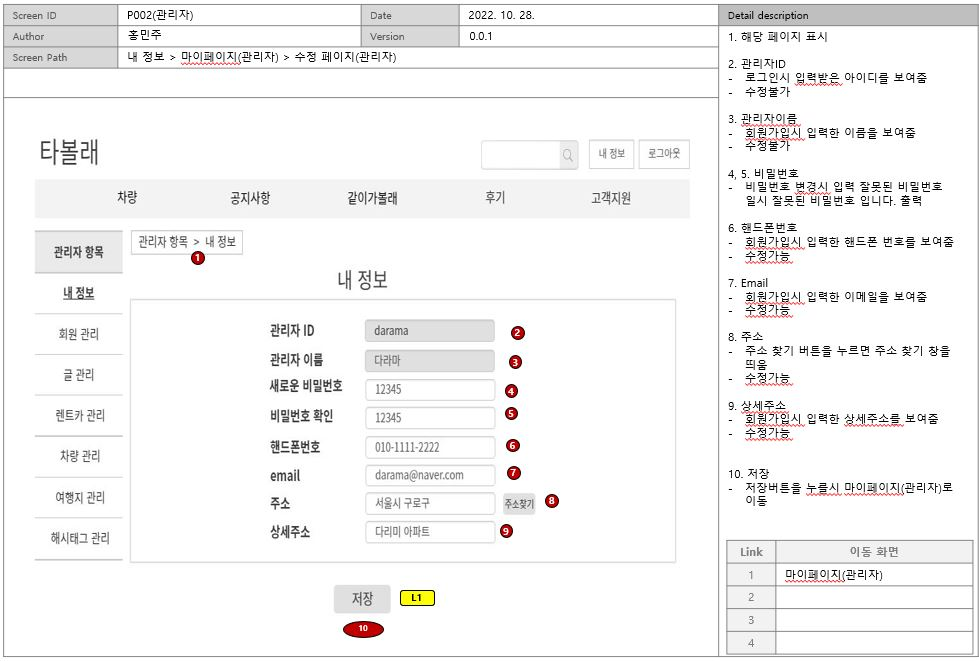 Screen ID P002(관리자) Date 2022. 10. 28.
Author 홍민주 Version 0.0.1
Screen Path 내 정보 > 마이페이지(관리자) > 수정 페이지(관리자)
타볼래
내 정보 로그아웃
차량 공지사항 같이가볼래 후기 고객지원
관리자 항목
내 정보
회원 관리
글 관리
렌트카 관리
차량 관리
여행지 관리
해시태그 관리
관리자 항목 > 내 정보
1
내 정보
관리자 ID darama 2
관리자 이름 다라마 3
새로운 비밀번호 12345 4
비밀번호 확인 12345 5
핸드폰번호 010-1111-2222 6
email darama@naver.com 7
주소 서울시 구로구 주소찾기 8
상세주소 다리미 아파트 9
저장 L1
10
Detail description
1. 해당 페이지 표시
2. 관리자ID
- 로그인시 입력받은 아이디를 보여줌
- 수정불가
3. 관리자이름
- 회원가입시 입력한 이름을 보여줌
- 수정불가
4, 5. 비밀번호
- 비밀번호 변경시 입력 잘못된 비밀번호
일시 잘못된 비밀번호 입니다. 출력
6. 핸드폰번호
- 회원가입시 입력한 핸드폰 번호를 보여줌
- 수정가능
7. Email
- 회원가입시 입력한 이메일을 보여줌
- 수정가능
8. 주소
- 주소 찾기 버튼을 누르면 주소 찾기 창을
띄움
- 수정가능
9. 상세주소
- 회원가입시 입력한 상세주소를 보여줌
- 수정가능
10. 저장
- 저장버튼을 누를시 마이페이지(관리자)로
이동
Link 이동 화면
1 마이페이지(관리자)
2
3
4